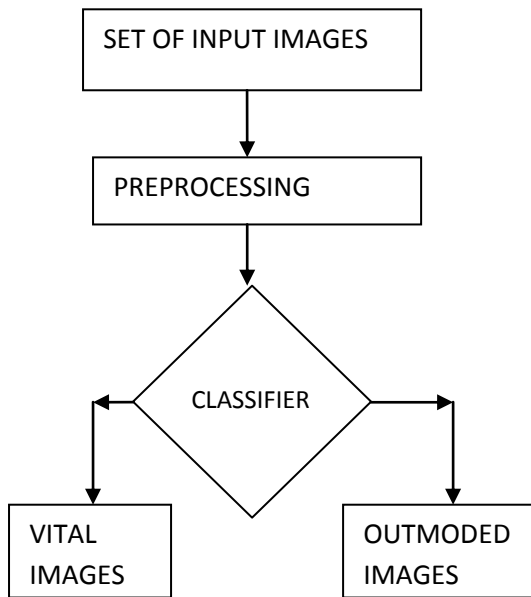 SET OF INPUT IMAGES
PREPROCESSING
CLASSIFIER
VITAL
IMAGES
OUTMODED
IMAGES